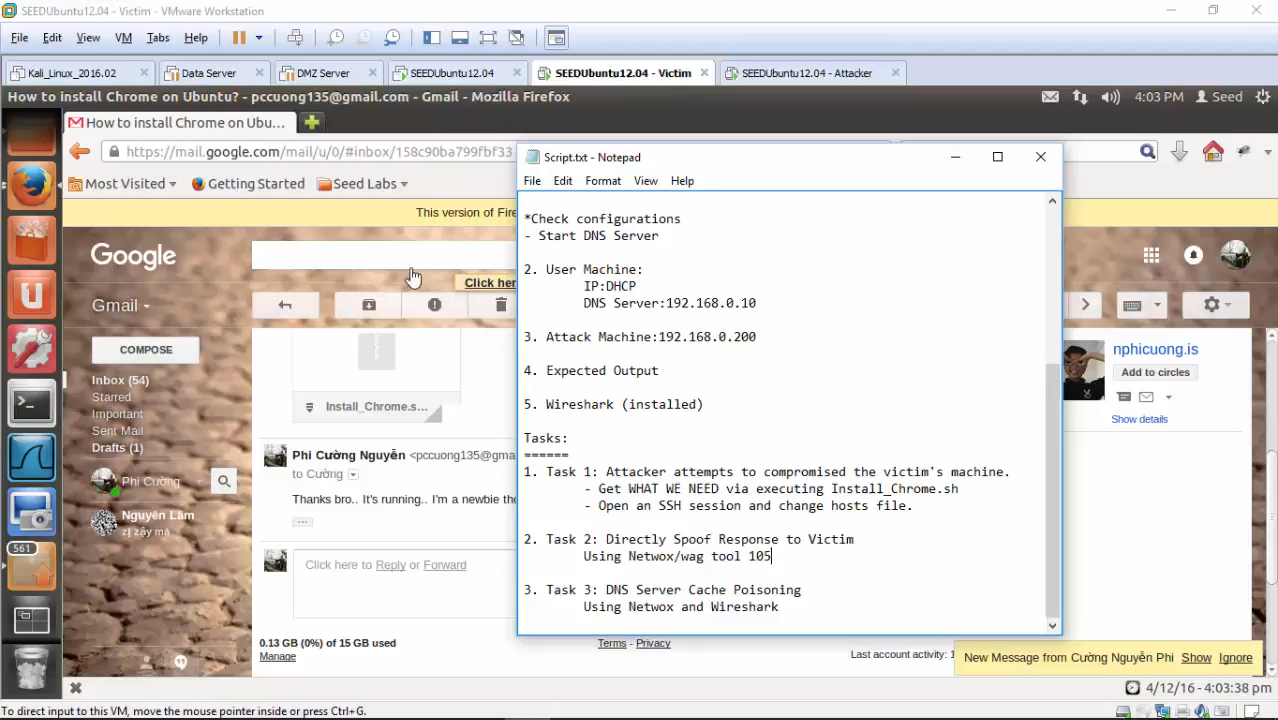 SEEDUbuntu12.04 - Victim - VMware Workstation
File Edit View VM Tabs Help
Kali_Linux_2016.02 Data Server DMZ Server SEEDUbuntu12.04 SEEDUbuntu12.04 - Victim SEEDUbuntu12.04 - Attacker
How to install Chrome on Ubuntu? - pccuong135@gmail.com - Gmail - Mozilla Firefox 4:03 PM Seed
How to install Chrome on Ubu...
https://mail.google.com/mail/u/0/#inbox/158c90ba799fbf33
Most Visited Getting Started Seed Labs
This version of Fire
Google
Click her
Gmail
COMPOSE
Inbox (54)
Starred
Important
Sent Mail
Drafts (1)
Phi Cường
Nguyên Lâm
zị zậy má
Install_Chrome.s...
Phi Cường Nguyễn <pccuong135@gma
to Cường
Thanks bro.. It's running.. I'm a newbie tho
...
Click here to Reply or Forward
0.13 GB (0%) of 15 GB used
Manage
Terms - Privacy
Last account activity: 1
nphicuong.is
Add to circles
Show details
Script.txt - Notepad
File Edit Format View Help
*Check configurations
- Start DNS Server
2. User Machine:
IP:DHCP
DNS Server:192.168.0.10
3. Attack Machine:192.168.0.200
4. Expected Output
5. Wireshark (installed)
Tasks:
======
1. Task 1: Attacker attempts to compromised the victim's machine.
- Get WHAT WE NEED via executing Install_Chrome.sh
- Open an SSH session and change hosts file.
2. Task 2: Directly Spoof Response to Victim
Using Netwox/wag tool 105
3. Task 3: DNS Server Cache Poisoning
Using Netwox and Wireshark
561
New Message from Cường Nguyễn Phi Show Ignore
4/12/16 - 4:03:38 pm
To direct input to this VM, move the mouse pointer inside or press Ctrl+G.